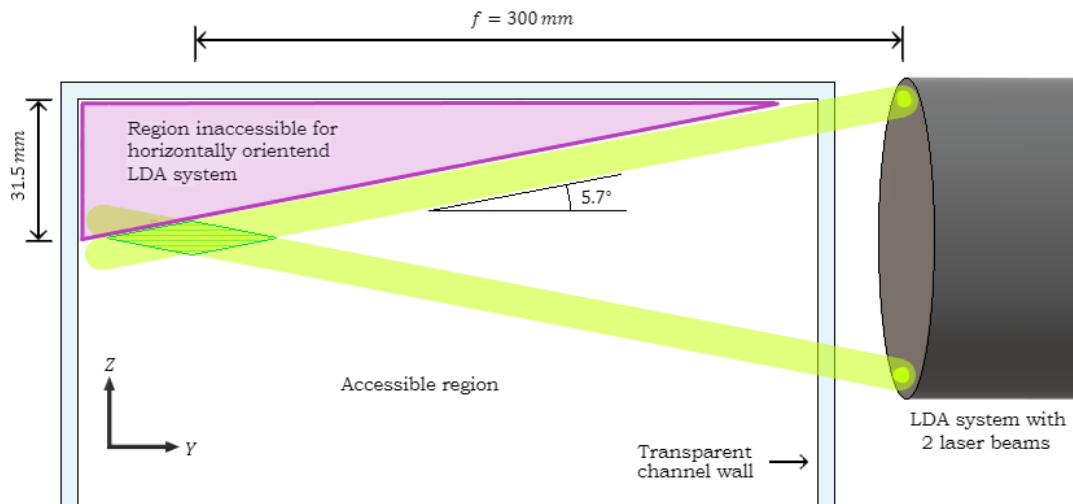 f = 300 mm
31.5 mm
Region inaccessible for
horizontally orientend
LDA system
5.7°
Z
Y
Accessible region
Transparent
channel wall
LDA system with
2 laser beams